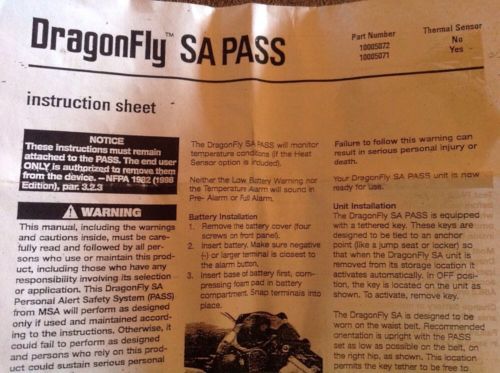 DragonFly™ SA PASS
Part Number
10005072
10005071
Thermal Sensor
No
Yes
instruction sheet
NOTICE
These instructions must remain
attached to the PASS. The end user
ONLY is authorized to remove them
from the device. – NFPA 1982 (1998
Edition), par. 3.2.3
WARNING
This manual, including the warnings
and cautions inside, must be care-
fully read and followed by all per-
sons who use or maintain this prod-
uct, including those who have any
responsibility involving its selection
or application. This DragonFly SA
Personal Alert Safety System (PASS)
from MSA will perform as designed
only if used and maintained accord-
ing to the instructions. Otherwise, it
could fail to perform as designed
and persons who rely on this prod-
uct could sustain serious personal
The DragonFly SA PASS will monitor
temperature conditions (if the Heat
Sensor option is included).
Neither the Low Battery Warning nor
the Temperature Alarm will sound in
Pre- Alarm or Full Alarm.
Battery Installation
1. Remove the battery cover (four
screws on front panel).
2. Insert battery. Make sure negative
(-) or larger terminal is closest to
the alarm button.
3. Insert base of battery first, com-
pressing foam pad in battery
compartment. Snap terminals into
place.
Failure to follow this warning can
result in serious personal injury or
death.
Your DragonFly SA PASS unit is now
ready for use.
Unit Installation
The DragonFly SA PASS is equipped
with a tethered key. These keys are
designed to be tied to an anchor
point (like a jump seat or locker) so
that when the DragonFly SA unit is
removed from its storage location it
activates automatically. In OFF posi-
tion, the key is located on the unit as
shown. To activate, remove key.
The DragonFly SA is designed to be
worn on the waist belt. Recommended
orientation is upright with the PASS
set as low as possible on the belt, on
the right hip, as shown. This location
permits the key tether to be free to